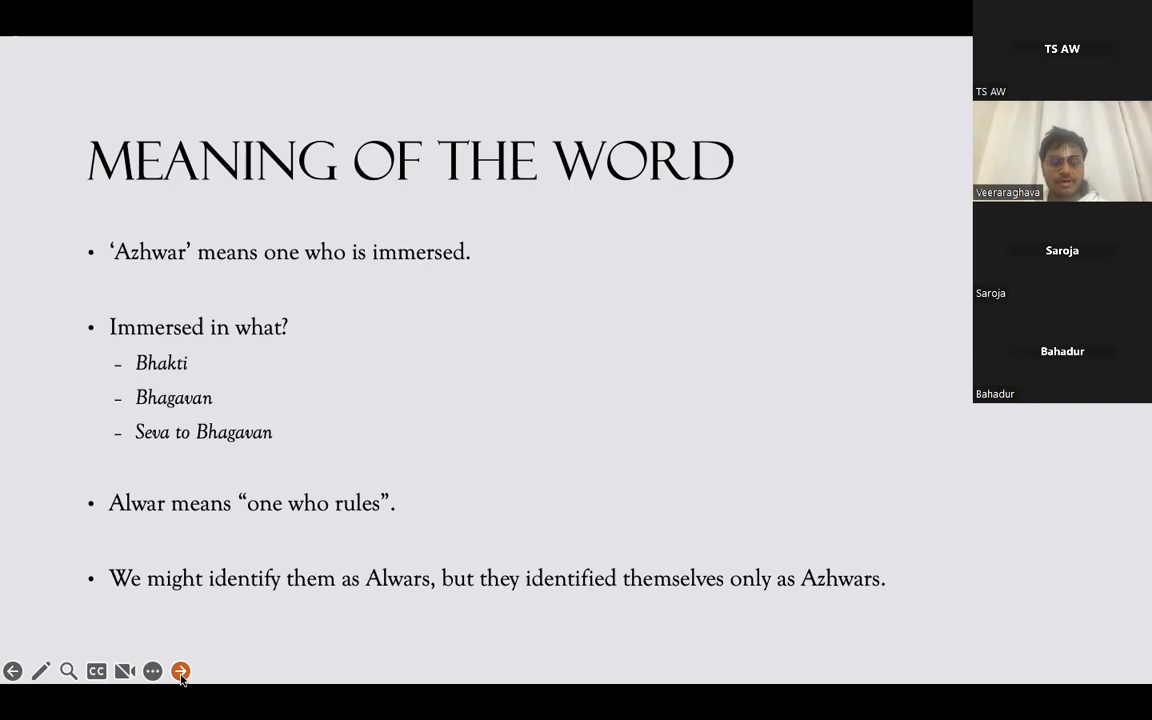 MEANING OF THE WORD
• ‘Azhwar’ means one who is immersed.
• Immersed in what?
– Bhakti
– Bhagavan
– Seva to Bhagavan
• Alwar means “one who rules”.
• We might identify them as Alwars, but they identified themselves only as Azhwars.
CC
TS AW
TS AW
Veeraraghava
Saroja
Saroja
Bahadur
Bahadur